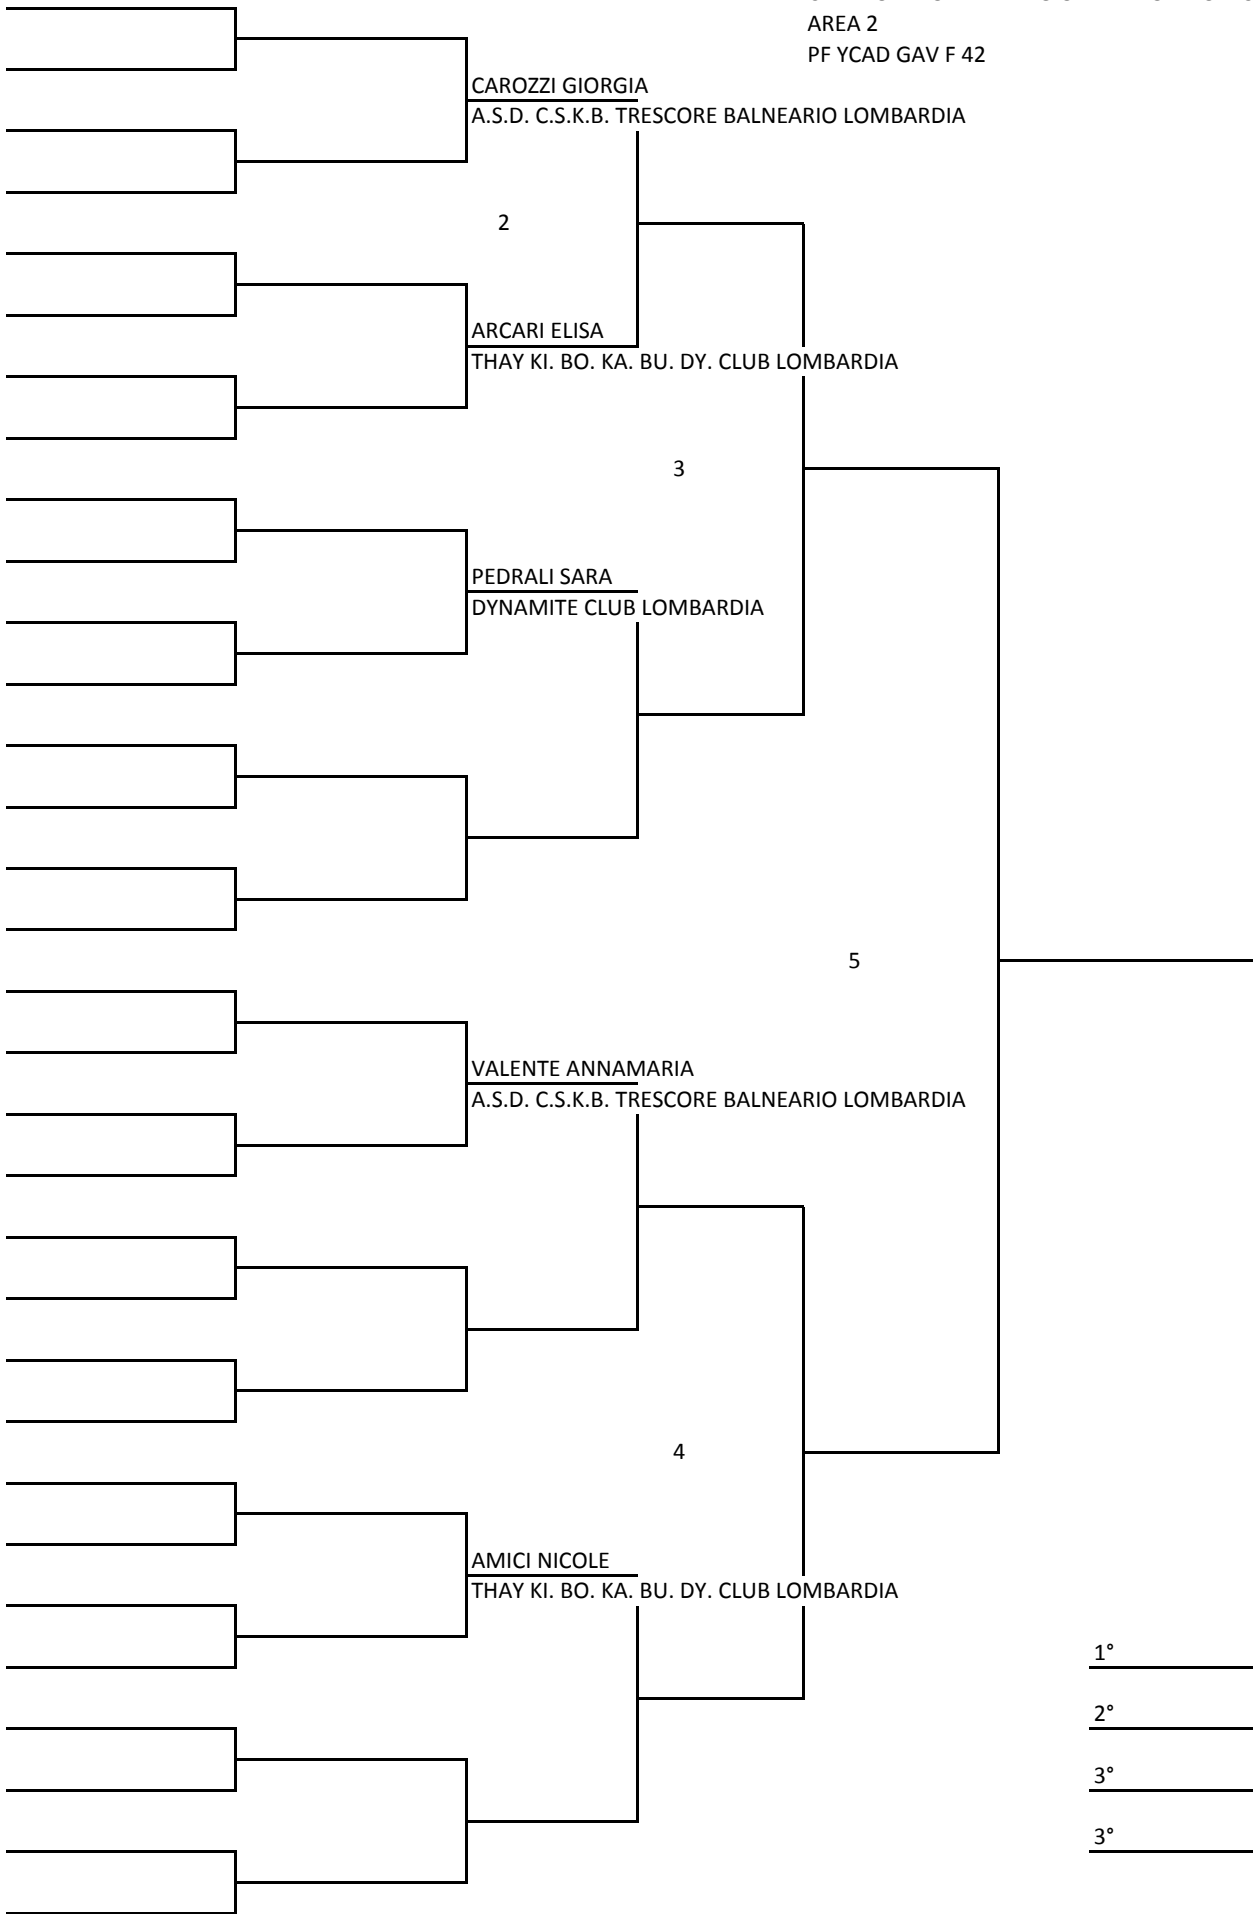 AREA 2
PF YCAD GAV F 42
CAROZZI GIORGIA
A.S.D. C.S.K.B. TRESCORE BALNEARIO LOMBARDIA
2
ARCARI ELISA
THAY KI. BO. KA. BU. DY. CLUB LOMBARDIA
3
PEDRALI SARA
DYNAMITE CLUB LOMBARDIA
5
VALENTE ANNAMARIA
A.S.D. C.S.K.B. TRESCORE BALNEARIO LOMBARDIA
4
AMICI NICOLE
THAY KI. BO. KA. BU. DY. CLUB LOMBARDIA
1°
2°
3°
3°